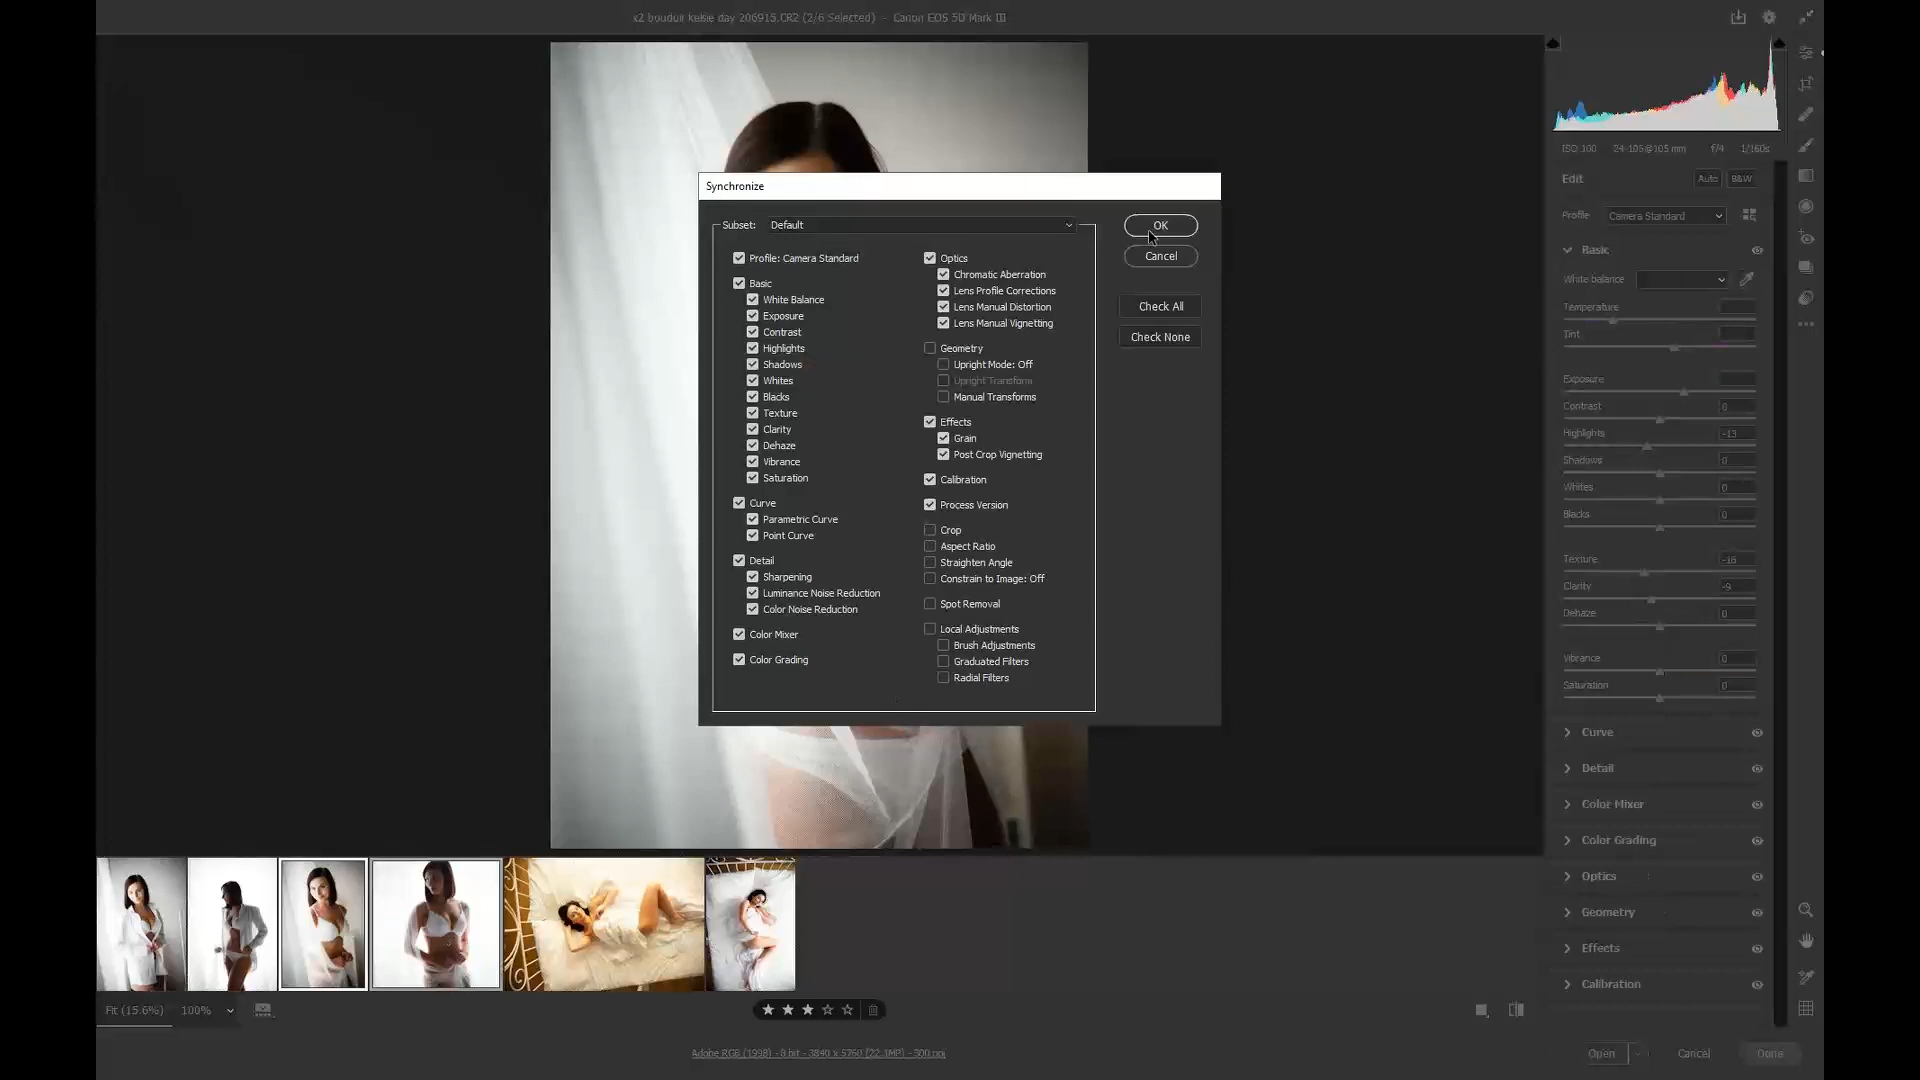 x2 boudoir kelsie day 206915.CR2 (2/6 Selected) - Canon EOS 5D Mark III
Synchronize
Subset: Default
OK
Cancel
Check All
Check None
Profile: Camera Standard
Basic
White Balance
Exposure
Contrast
Highlights
Shadows
Whites
Blacks
Texture
Clarity
Dehaze
Vibrance
Saturation
Curve
Parametric Curve
Point Curve
Detail
Sharpening
Luminance Noise Reduction
Color Noise Reduction
Color Mixer
Color Grading
Optics
Chromatic Aberration
Lens Profile Corrections
Lens Manual Distortion
Lens Manual Vignetting
Geometry
Upright Mode: Off
Upright Transform
Manual Transforms
Effects
Grain
Post Crop Vignetting
Calibration
Process Version
Crop
Aspect Ratio
Straighten Angle
Constrain to Image: Off
Spot Removal
Local Adjustments
Brush Adjustments
Graduated Filters
Radial Filters
ISO 100 24-105@105 mm f/4 1/160s
Edit Auto B&W
Profile Camera Standard
Basic
White balance
Temperature
Tint
Exposure
Contrast 0
Highlights -13
Shadows 0
Whites 0
Blacks 0
Texture -16
Clarity -9
Dehaze 0
Vibrance 0
Saturation 0
Curve
Detail
Color Mixer
Color Grading
Optics
Geometry
Effects
Calibration
Fit (15.6%) 100%
Adobe RGB (1998) - 8 bit - 3840 x 5760 (22.1MP) - 300 ppi
Open Cancel Done